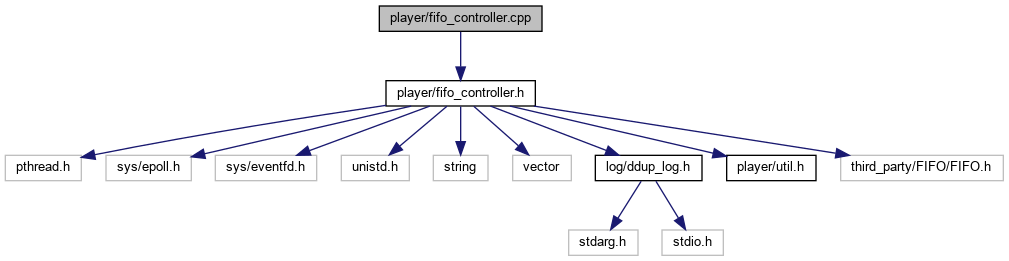 player/fifo_controller.cpp
player/fifo_controller.h
pthread.h
sys/epoll.h
sys/eventfd.h
unistd.h
string
vector
log/ddup_log.h
player/util.h
third_party/FIFO/FIFO.h
stdarg.h
stdio.h